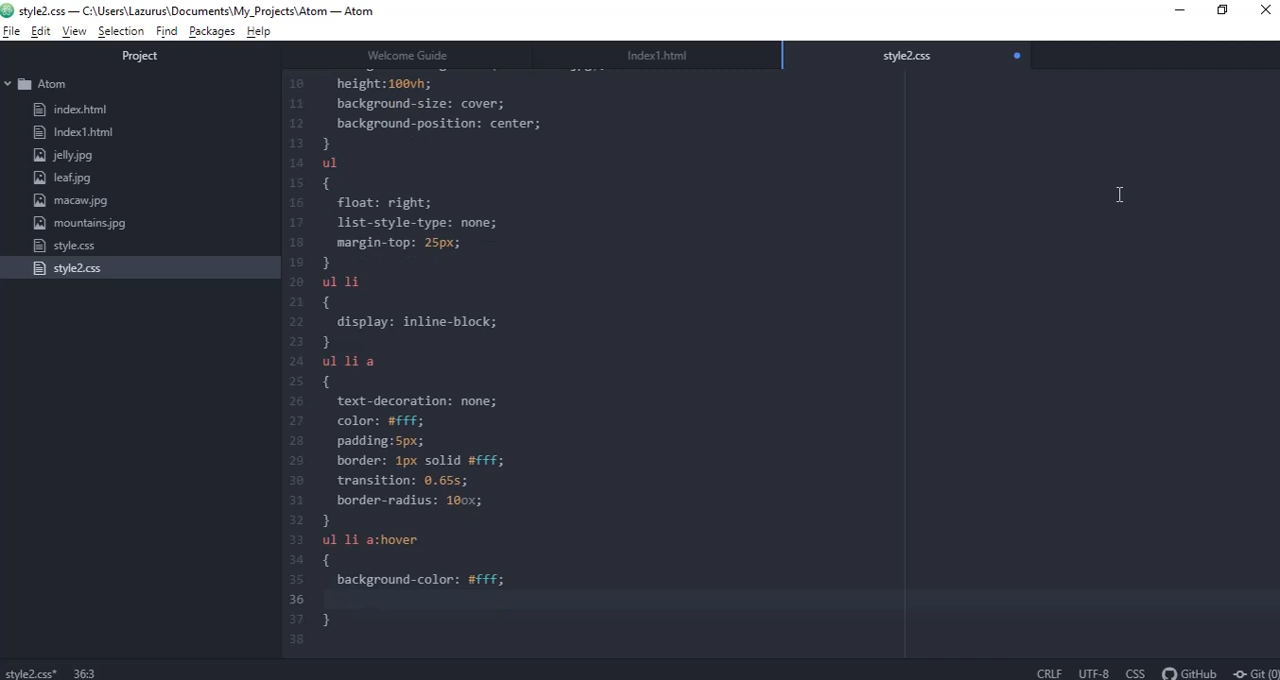 style2.css — C:\Users\Lazurus\Documents\My_Projects\Atom — Atom
File Edit View Selection Find Packages Help
Project Welcome Guide Index1.html style2.css
Atom
index.html
Index1.html
jelly.jpg
leaf.jpg
macaw.jpg
mountains.jpg
style.css
style2.css
10 height:100vh;
11 background-size: cover;
12 background-position: center;
13 }
14 ul
15 {
16 float: right;
17 list-style-type: none;
18 margin-top: 25px;
19 }
20 ul li
21 {
22 display: inline-block;
23 }
24 ul li a
25 {
26 text-decoration: none;
27 color: #fff;
28 padding:5px;
29 border: 1px solid #fff;
30 transition: 0.65s;
31 border-radius: 10ox;
32 }
33 ul li a:hover
34 {
35 background-color: #fff;
36
37 }
38
style2.css* 36:3 CRLF UTF-8 CSS GitHub Git (0)